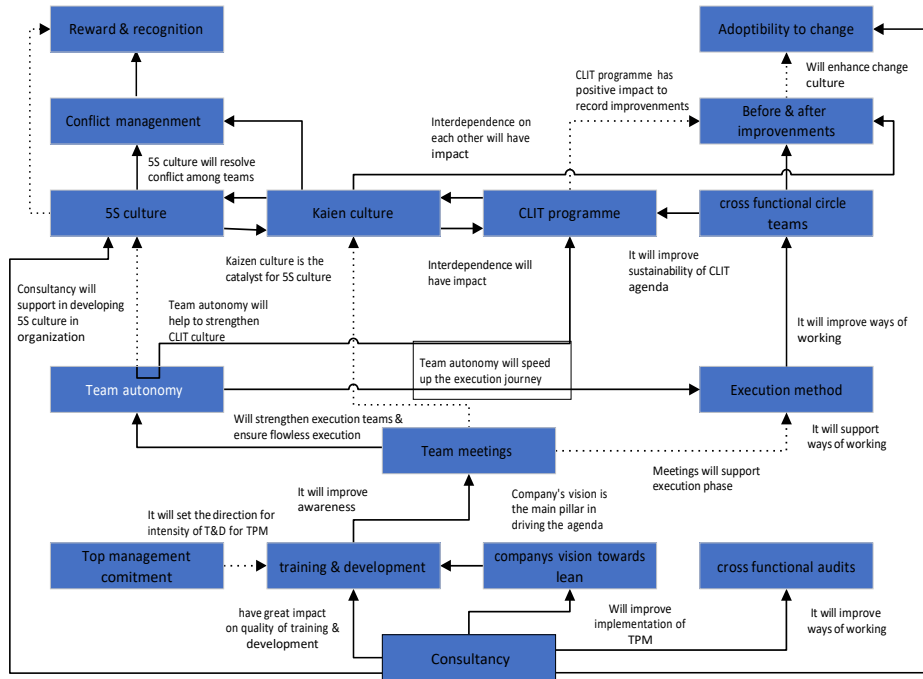 Reward & recognition
Adoptibility to change
Will enhance change
culture
CLIT programme has
positive impact to
record improvenments
Conflict managenment
Before & after
improvenments
Interdependence on
each other will have
impact
5S culture will resolve
conflict among teams
5S culture
Kaien culture
CLIT programme
cross functional circle
teams
Kaizen culture is the
catalyst for 5S culture
Interdependence will
have impact
It will improve
sustainability of CLIT
agenda
Consultancy will
support in developing
5S culture in
organization
Team autonomy will
help to strengthen
CLIT culture
It will improve ways of
working
Team autonomy will speed
up the execution journey
Team autonomy
Execution method
Will strengthen execution teams &
ensure flowless execution
It will support
ways of working
Team meetings
Meetings will support
execution phase
It will improve
awareness
Company's vision is
the main pillar in
driving the agenda
It will set the direction for
intensity of T&D for TPM
Top management
comitment
training & development
companys vision towards
lean
cross functional audits
have great impact
on quality of training &
development
Will improve
implementation of
TPM
It will improve
ways of working
Consultancy